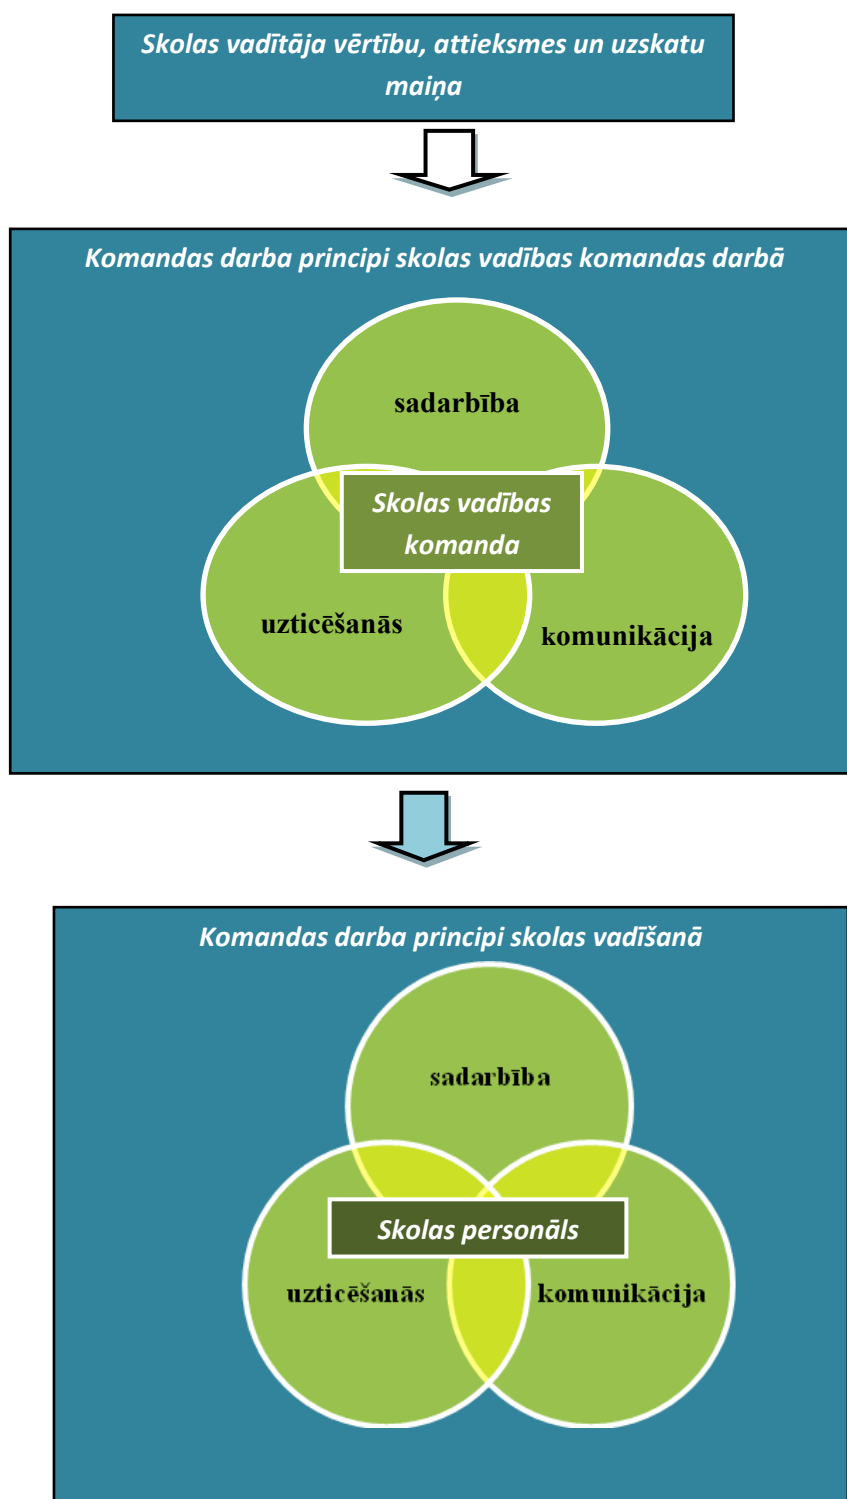 Skolas vadītāja vērtību, attieksmes un uzskatu
maiņa
Komandas darba principi skolas vadības komandas darbā
sadarbība
Skolas vadības
komanda
uzticēšanās
komunikācija
Komandas darba principi skolas vadīšanā
sadarbība
Skolas personāls
uzticēšanās
komunikācija